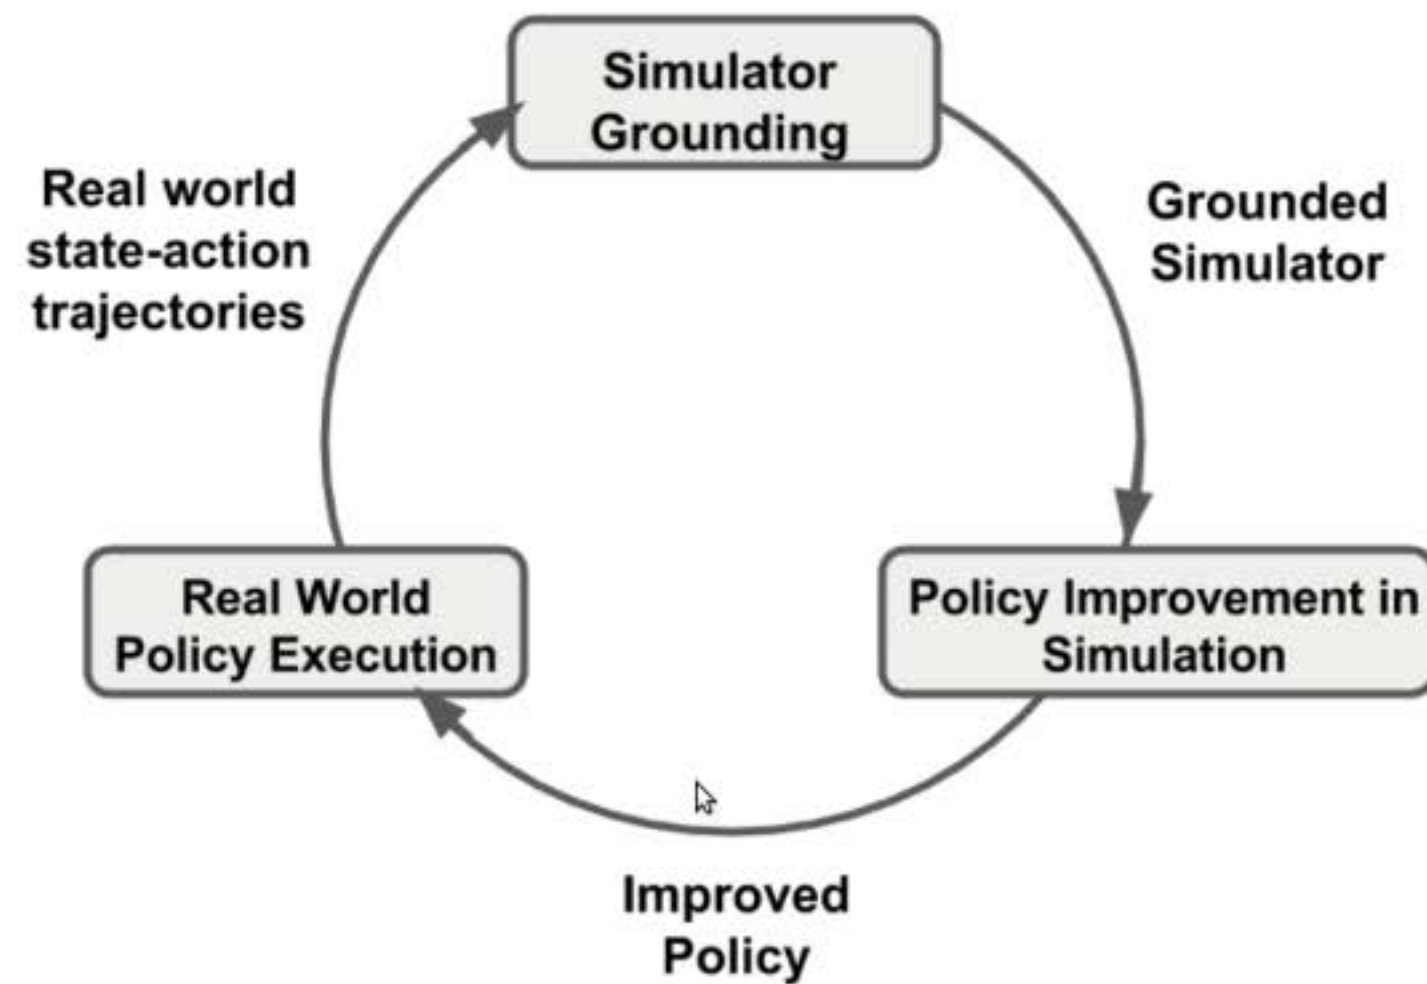 Simulator
Grounding
Real world
state-action
trajectories
Grounded
Simulator
Real World
Policy Execution
Policy Improvement in
Simulation
Improved
Policy